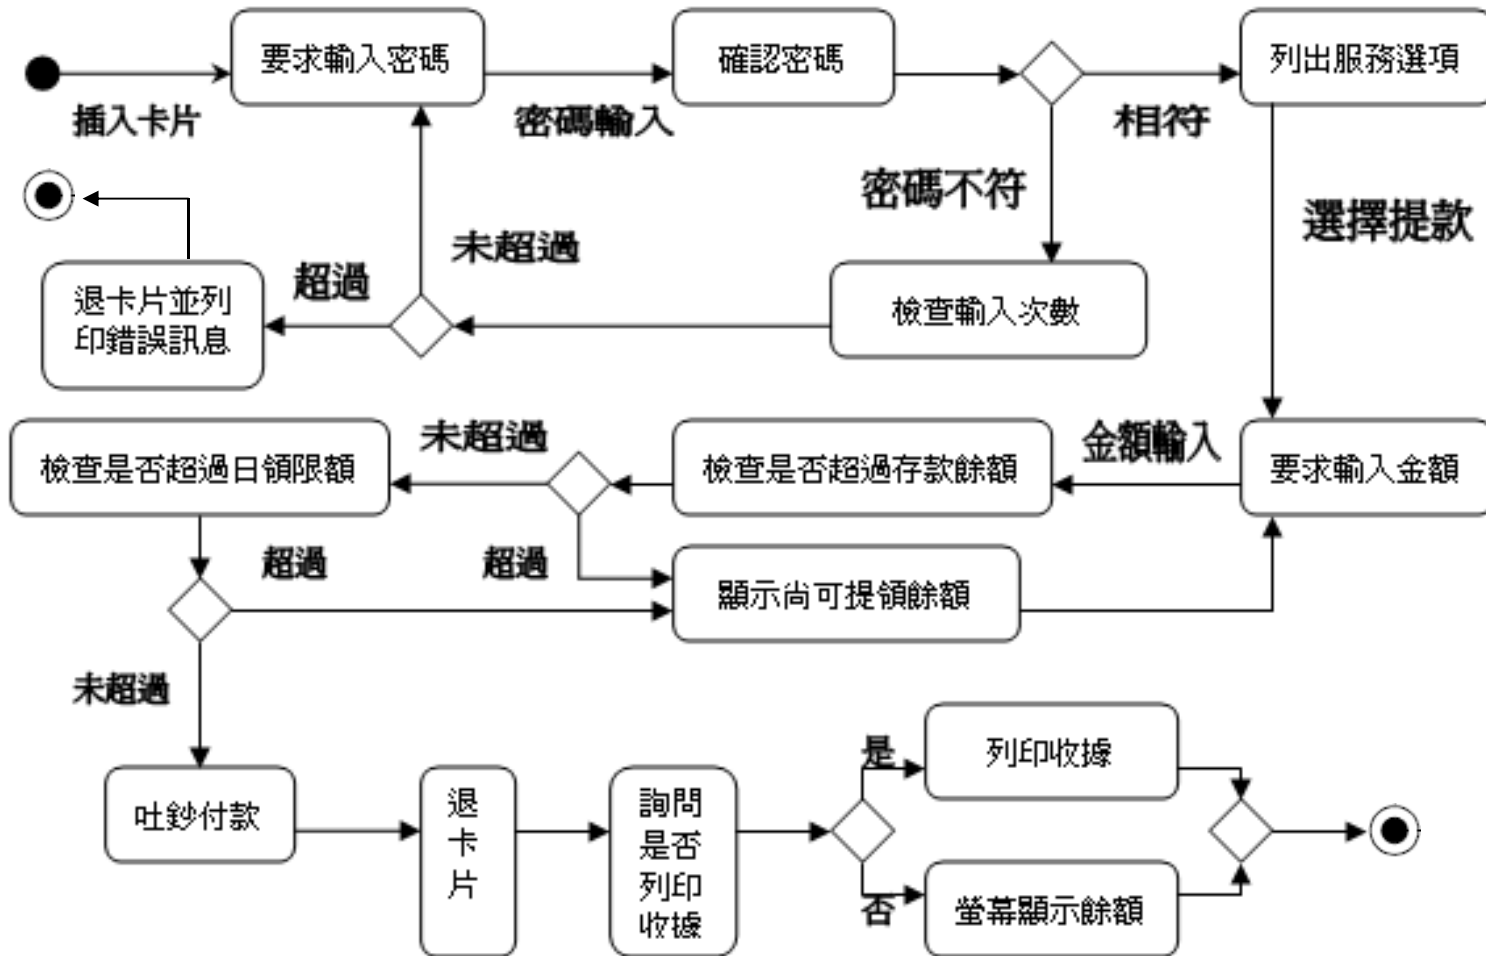 要求輸入密碼
確認密碼
列出服務選項
插入卡片
密碼輸入
相符
密碼不符
選擇提款
未超過
超過
退卡片並列
印錯誤訊息
檢查輸入次數
未超過
金額輸入
檢查是否超過日領限額
檢查是否超過存款餘額
要求輸入金額
超過
超過
顯示尚可提領餘額
未超過
是
列印收據
吐鈔付款
退
卡
片
詢問
是否
列印
收據
否
螢幕顯示餘額